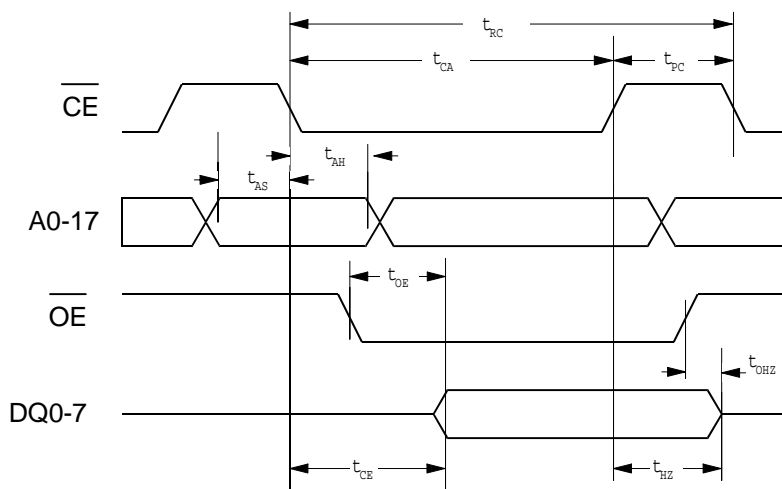 tRC
tCA
tPC
CE
tAH
tAS
A0-17
tOE
OE
tOHZ
DQ0-7
tCE
tHZ